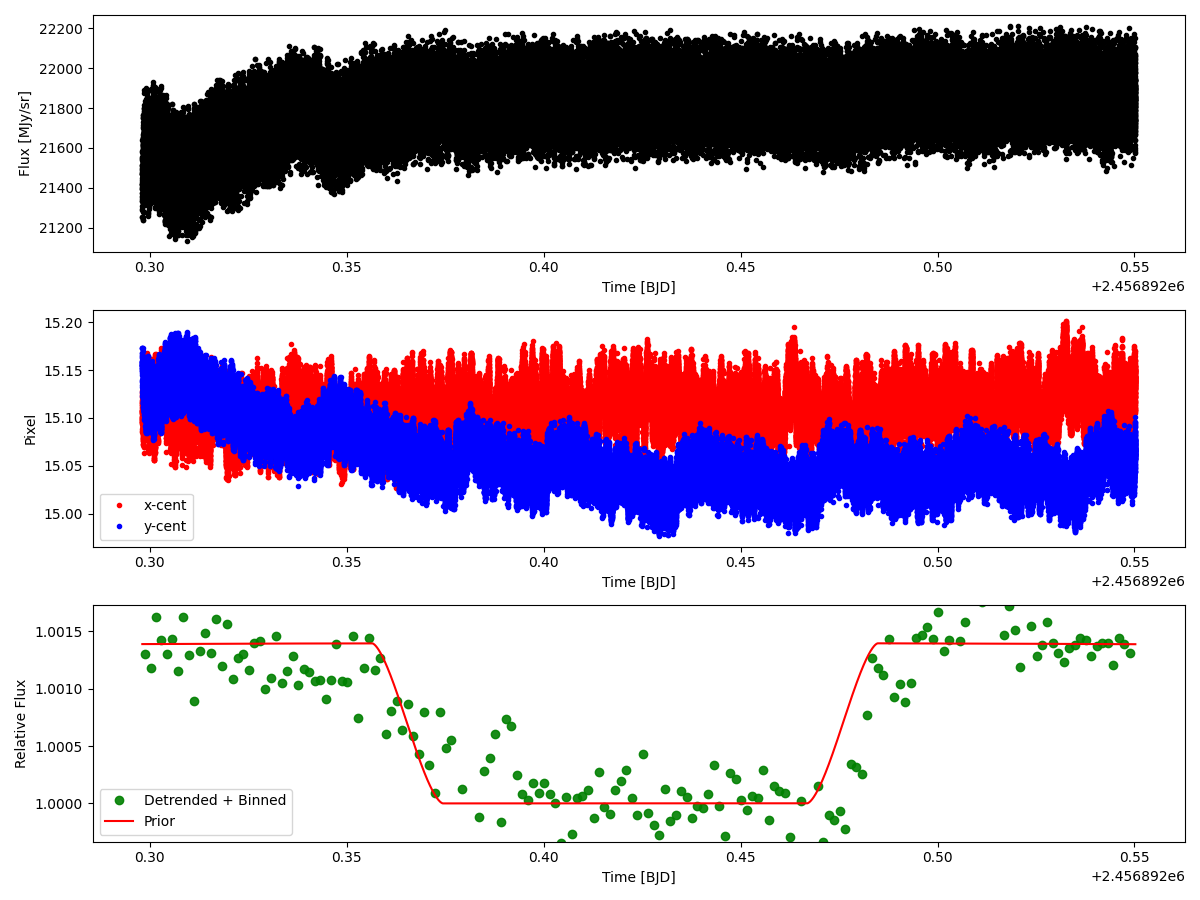 22200
22000
21800
21600
21400
21200
Flux [MJy/sr]
0.30 0.35 0.40 0.45 0.50 0.55
Time [BJD]
+2.456892e6
15.20
15.15
15.10
15.05
15.00
Pixel
x-cent
y-cent
0.30 0.35 0.40 0.45 0.50 0.55
Time [BJD]
+2.456892e6
1.0015
1.0010
1.0005
1.0000
Relative Flux
Detrended + Binned
Prior
0.30 0.35 0.40 0.45 0.50 0.55
Time [BJD]
+2.456892e6